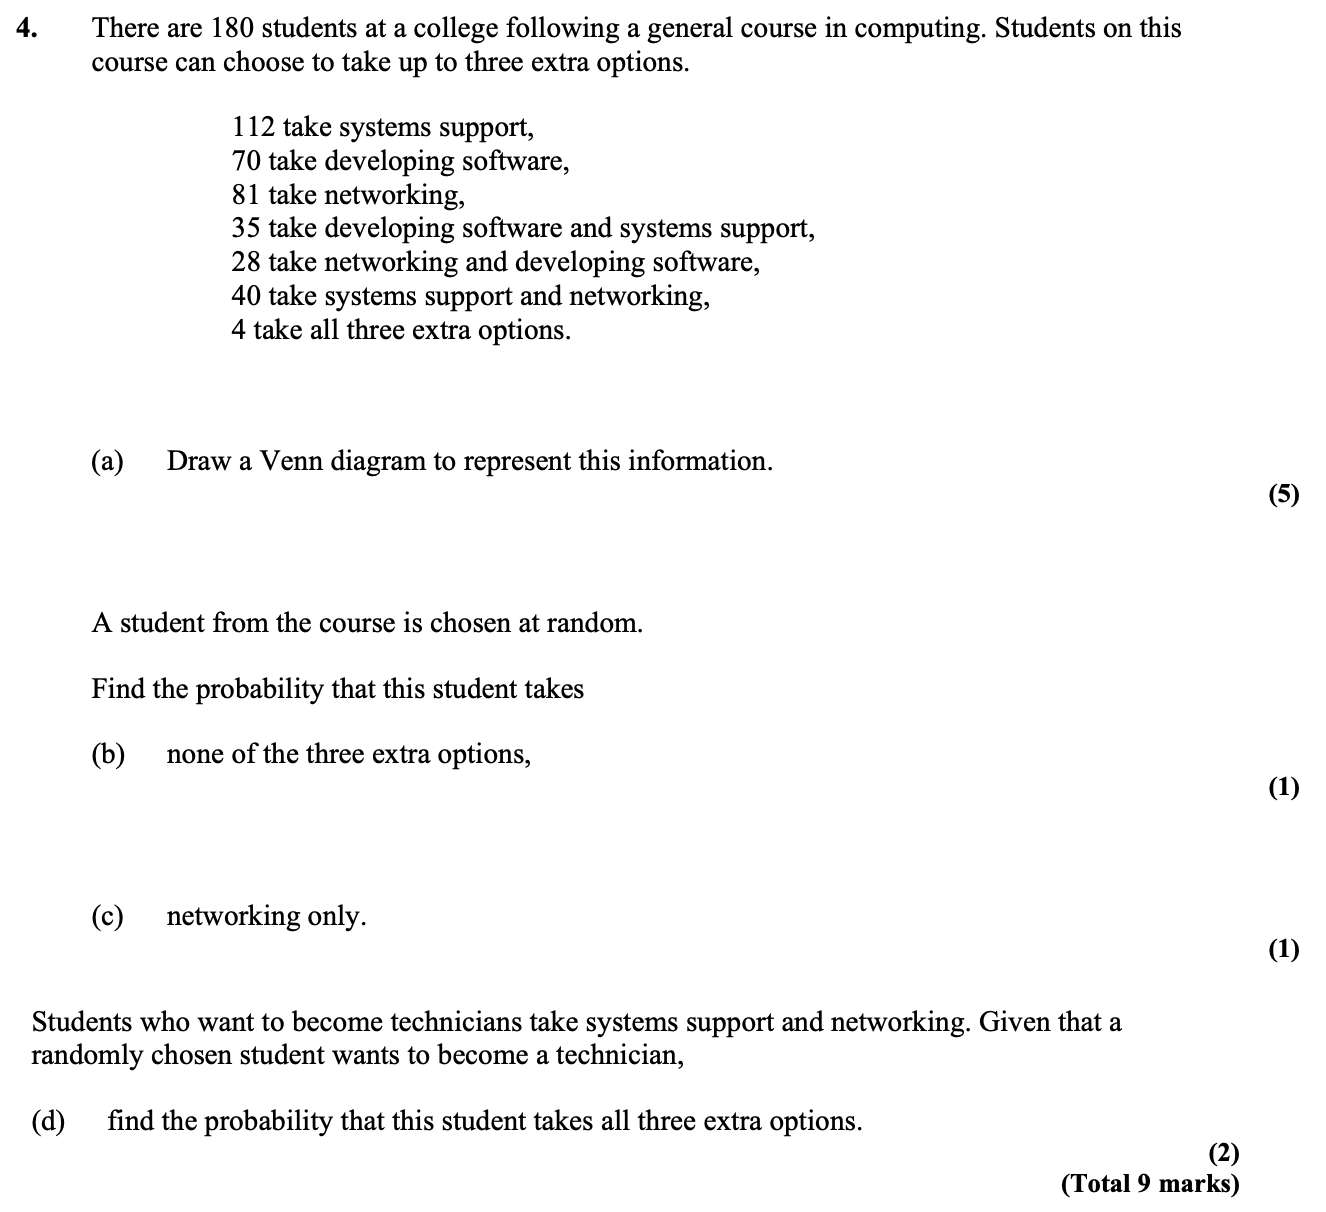 4. There are 180 students at a college following a general course in computing. Students on this
course can choose to take up to three extra options.
112 take systems support,
70 take developing software,
81 take networking,
35 take developing software and systems support,
28 take networking and developing software,
40 take systems support and networking,
4 take all three extra options.
(a) Draw a Venn diagram to represent this information.
(5)
A student from the course is chosen at random.
Find the probability that this student takes
(b) none of the three extra options,
(1)
(c) networking only.
(1)
Students who want to become technicians take systems support and networking. Given that a
randomly chosen student wants to become a technician,
(d) find the probability that this student takes all three extra options.
(2)
(Total 9 marks)